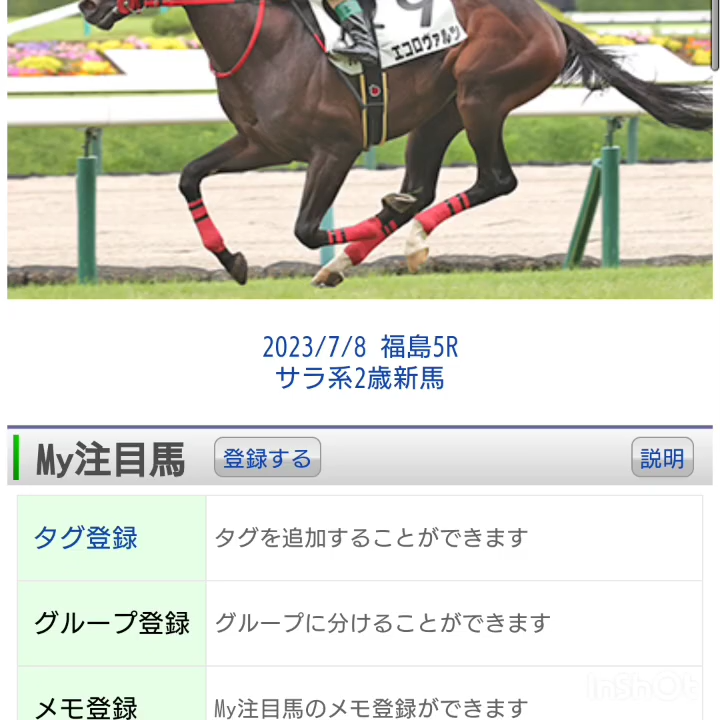 9
エコロヴァルツ
2023/7/8 福島5R
サラ系2歳新馬
My注目馬 登録する 説明
タグ登録 タグを追加することができます
グループ登録 グループに分けることができます
メモ登録 My注目馬のメモ登録ができます
InShOt